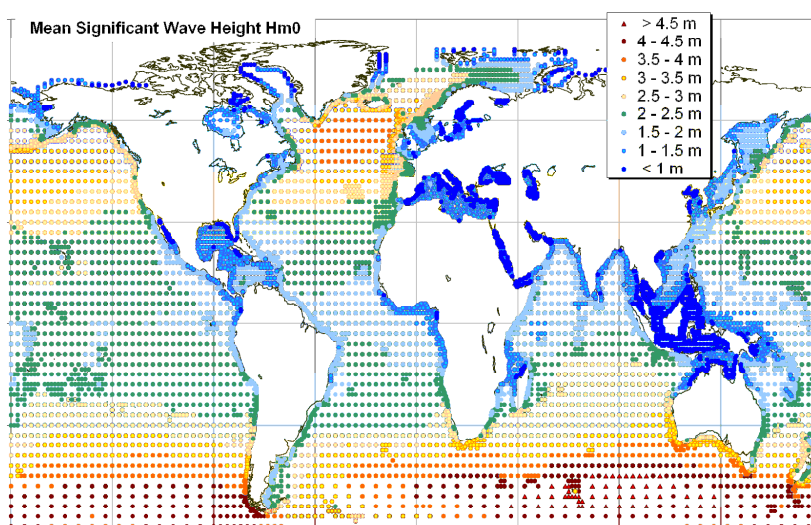 Mean Significant Wave Height Hm0
> 4.5 m
4 - 4.5 m
3.5 - 4 m
3 - 3.5 m
2.5 - 3 m
2 - 2.5 m
1.5 - 2 m
1 - 1.5 m
< 1 m